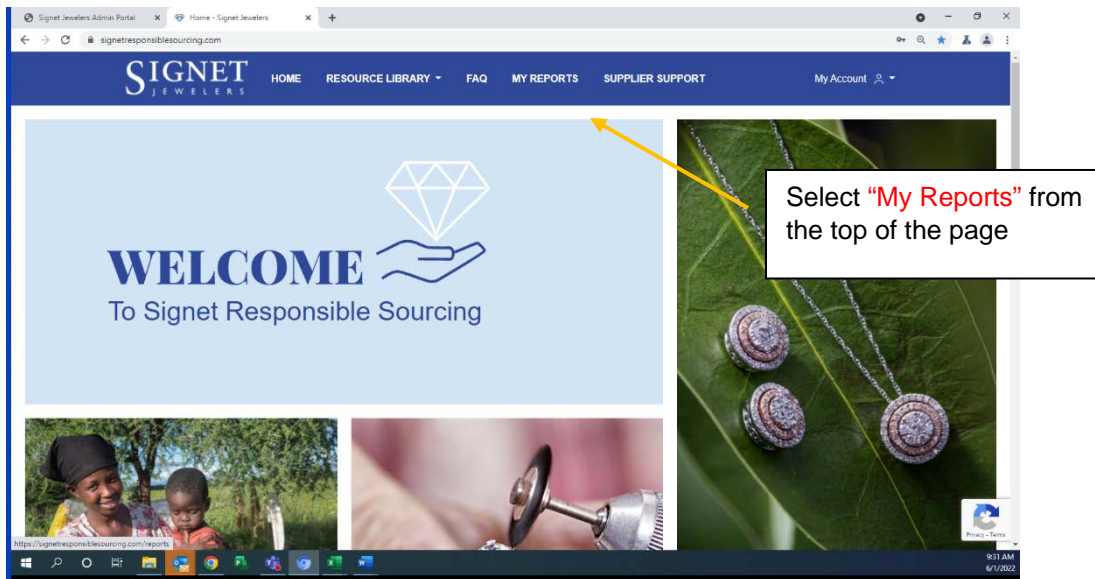 Signet Jewelers Admin Portal
Home - Signet Jewelers
signetresponsiblesourcing.com
SIGNET
JEWELERS
HOME
RESOURCE LIBRARY
FAQ
MY REPORTS
SUPPLIER SUPPORT
My Account
Select “My Reports” from
the top of the page
WELCOME
To Signet Responsible Sourcing
Privacy - Terms
https://signetresponsiblesourcing.com/reports
9:31 AM
6/1/2022